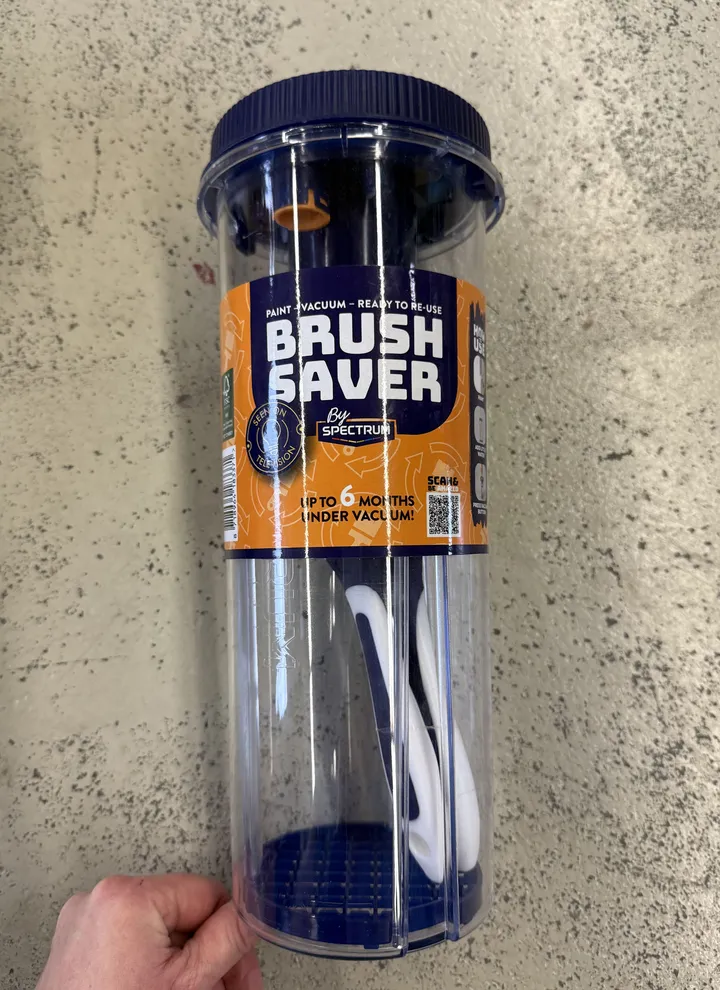 PAINT – VACUUM – READY TO RE-USE
BRUSH
SAVER
By
SPECTRUM
SEEN ON
TELEVISION
UP TO 6 MONTHS
UNDER VACUUM!
SCAN &
FSC